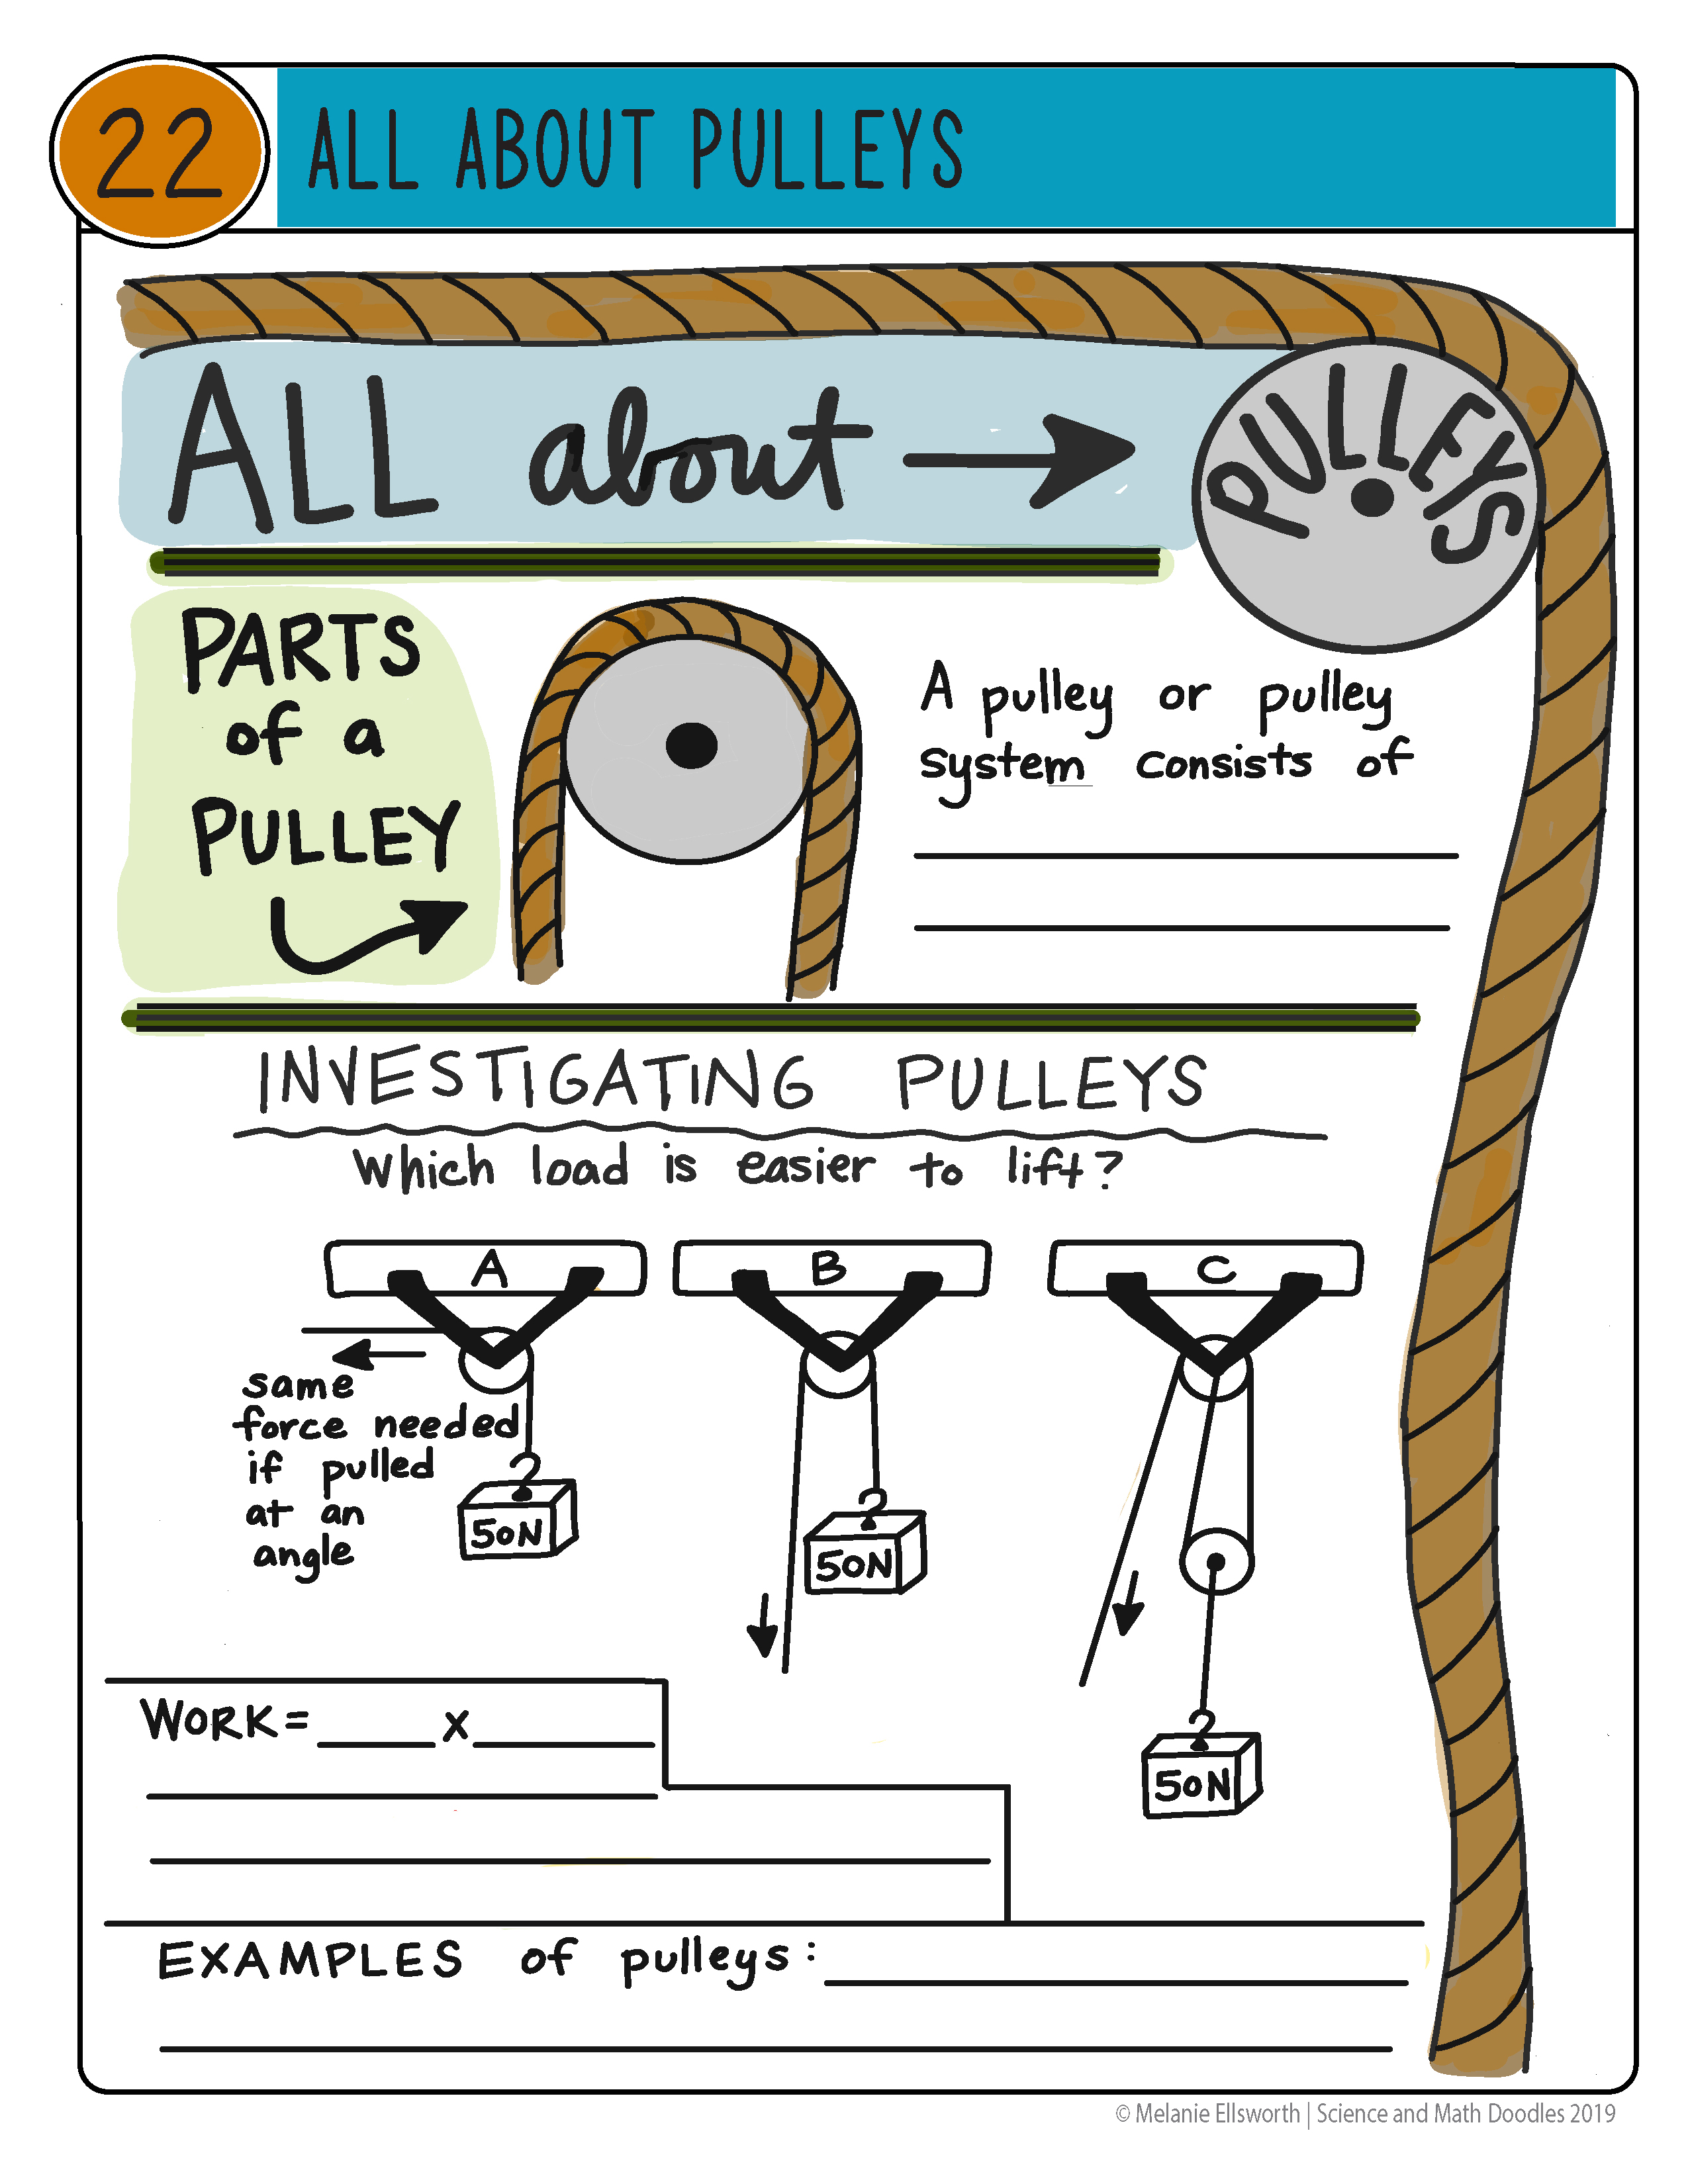 22
ALL ABOUT PULLEYS
ALL about
PULLEYS
PARTS
of a
PULLEY
A pulley or pulley
system consists of
INVESTIGATING PULLEYS
Which load is easier to lift?
A
B
C
same
force needed
if pulled
at an
angle
50N
50N
50N
WORK = ____ x ____
EXAMPLES of pulleys:
© Melanie Ellsworth | Science and Math Doodles 2019